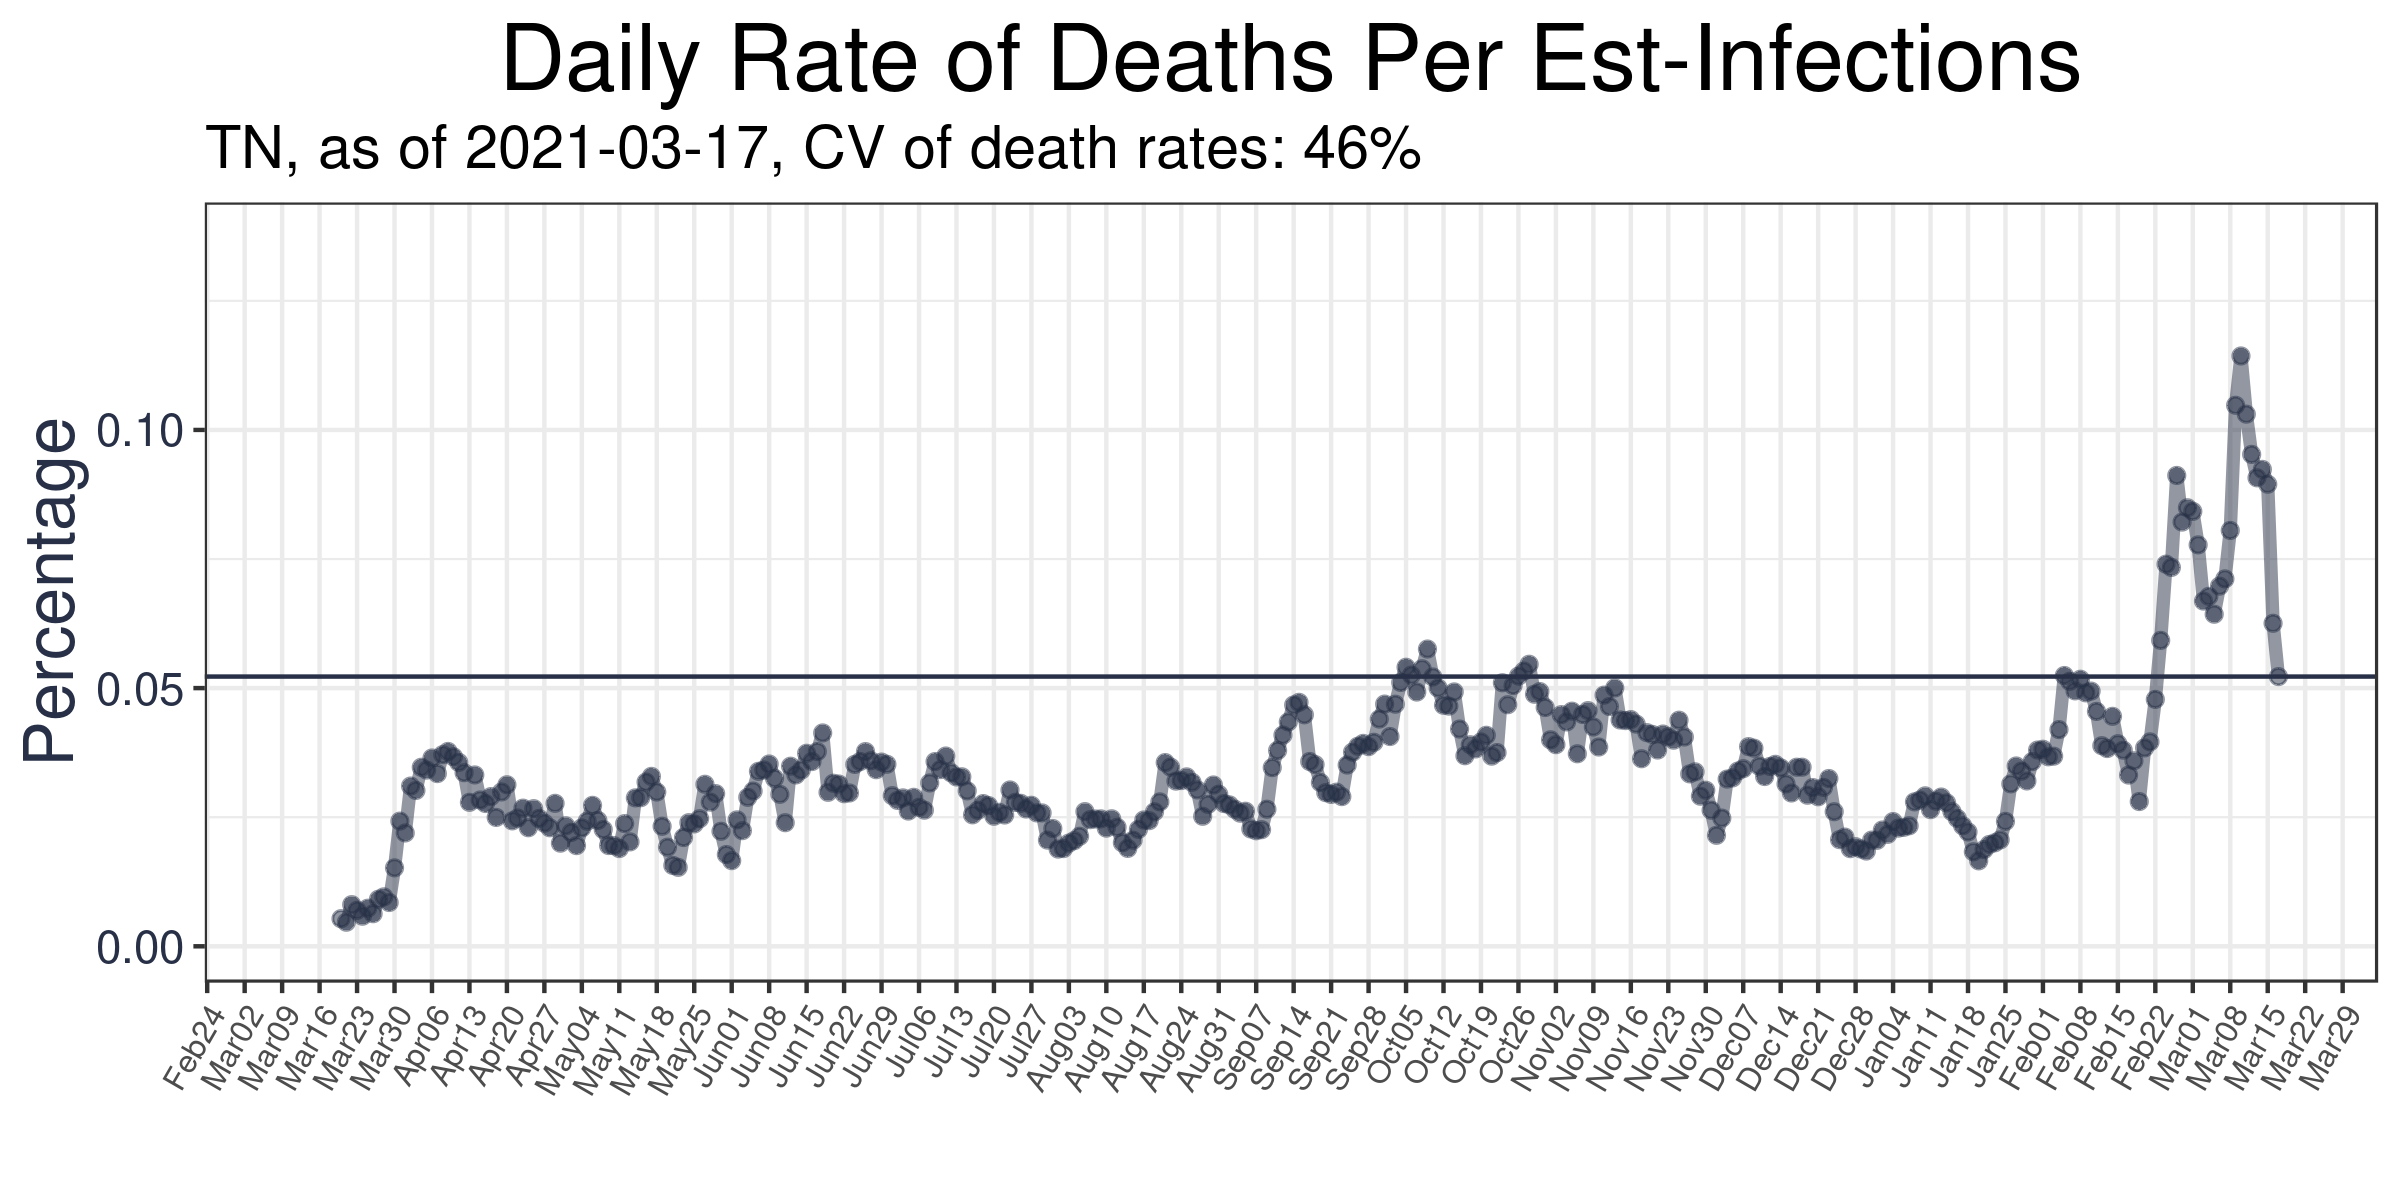 Daily Rate of Deaths Per Est-Infections
TN, as of 2021-03-17, CV of death rates: 46%
Percentage
0.10
0.05
0.00
Feb24
Mar02
Mar09
Mar16
Mar23
Mar30
Apr06
Apr13
Apr20
Apr27
May04
May11
May18
May25
Jun01
Jun08
Jun15
Jun22
Jun29
Jul06
Jul13
Jul20
Jul27
Aug03
Aug10
Aug17
Aug24
Aug31
Sep07
Sep14
Sep21
Sep28
Oct05
Oct12
Oct19
Oct26
Nov02
Nov09
Nov16
Nov23
Nov30
Dec07
Dec14
Dec21
Dec28
Jan04
Jan11
Jan18
Jan25
Feb01
Feb08
Feb15
Feb22
Mar01
Mar08
Mar15
Mar22
Mar29